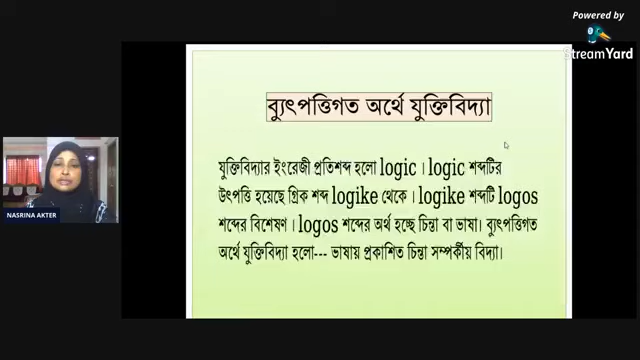 Powered by
StreamYard
ব্যুৎপত্তিগত অর্থে যুক্তিবিদ্যা
যুক্তিবিদ্যার ইংরেজী প্রতিশব্দ হলো logic। logic শব্দটির
উৎপত্তি হয়েছে গ্রিক শব্দ logike থেকে। logike শব্দটি logos
শব্দের বিশেষণ। logos শব্দের অর্থ হচ্ছে চিন্তা বা ভাষা। ব্যুৎপত্তিগত
অর্থে যুক্তিবিদ্যা হলো--- ভাষায় প্রকাশিত চিন্তা সম্পর্কীয় বিদ্যা।
NASRINA AKTER